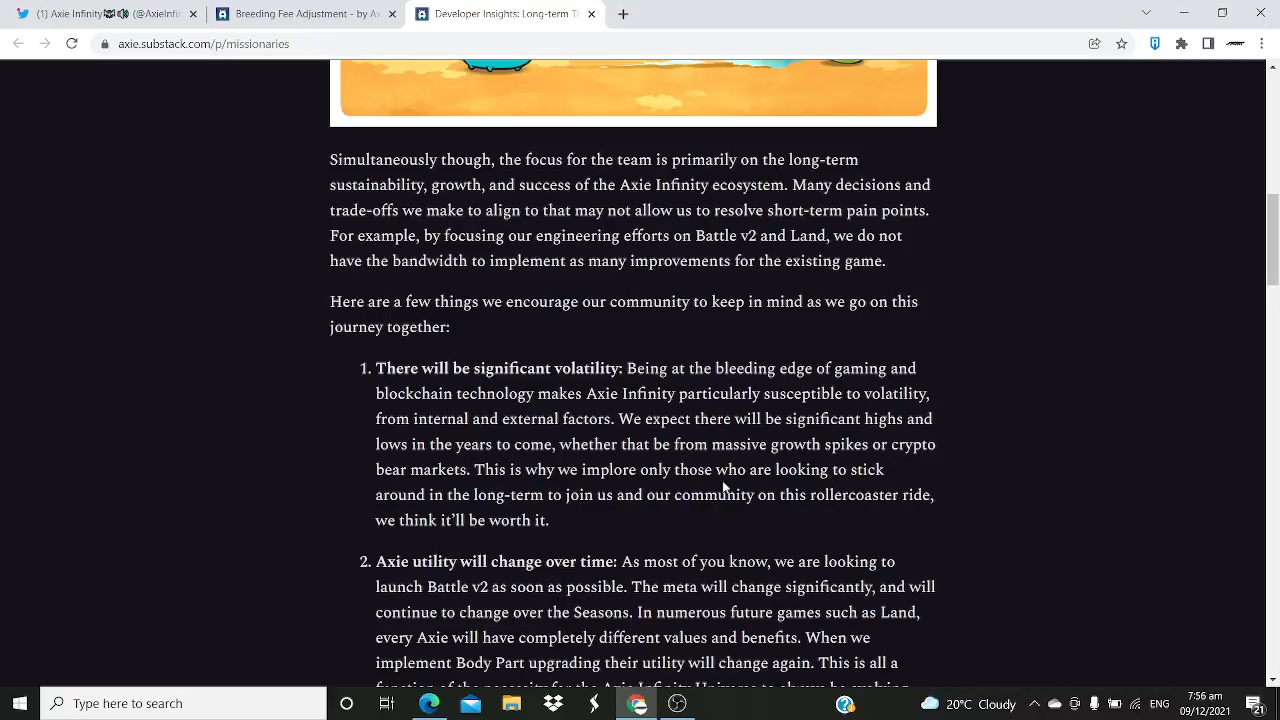 (1) Axie Infinity
(@AxieInfin
Breeding Fee Adjustment - by Ax
Developer Insights: Long-term Th
axie.substack.com/p/missionaries
Simultaneously though, the focus for the team is primarily on the long-term
sustainability, growth, and success of the Axie Infinity ecosystem. Many decisions and
trade-offs we make to align to that may not allow us to resolve short-term pain points.
For example, by focusing our engineering efforts on Battle v2 and Land, we do not
have the bandwidth to implement as many improvements for the existing game.
Here are a few things we encourage our community to keep in mind as we go on this
journey together:
1. There will be significant volatility: Being at the bleeding edge of gaming and
blockchain technology makes Axie Infinity particularly susceptible to volatility,
from internal and external factors. We expect there will be significant highs and
lows in the years to come, whether that be from massive growth spikes or crypto
bear markets. This is why we implore only those who are looking to stick
around in the long-term to join us and our community on this rollercoaster ride,
we think it’ll be worth it.
2. Axie utility will change over time: As most of you know, we are looking to
launch Battle v2 as soon as possible. The meta will change significantly, and will
continue to change over the Seasons. In numerous future games such as Land,
every Axie will have completely different values and benefits. When we
implement Body Part upgrading their utility will change again. This is all a
Type here to search
20°C Cloudy
7:56 am
09/12/2021
21